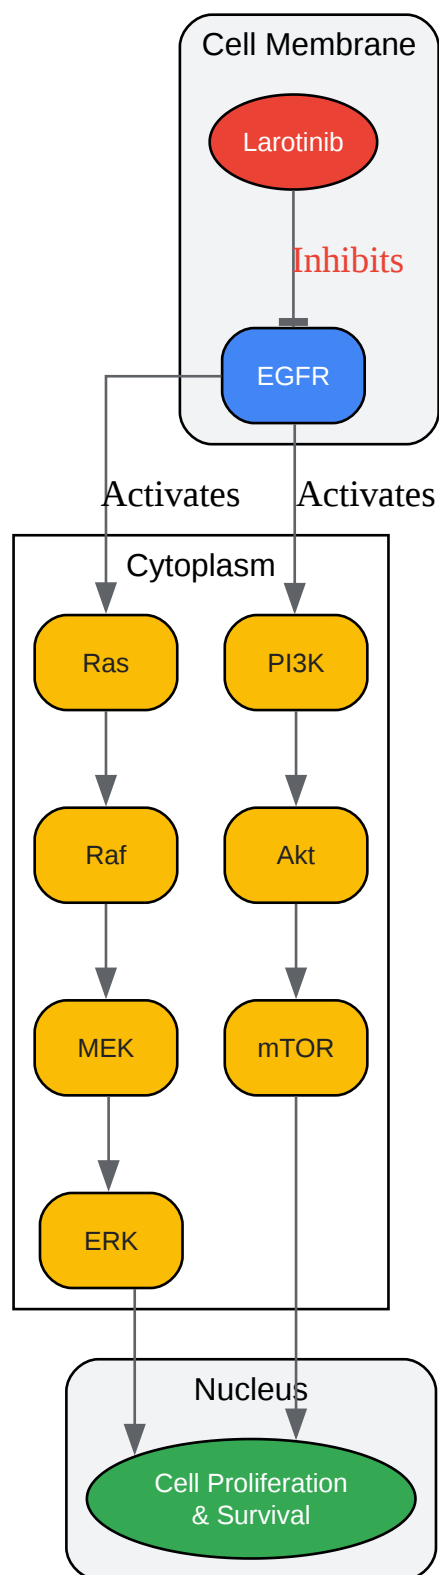 Cell Membrane
Larotinib
Inhibits
EGFR
Activates
Activates
Cytoplasm
Ras
PI3K
Raf
Akt
MEK
mTOR
ERK
Nucleus
Cell Proliferation
& Survival